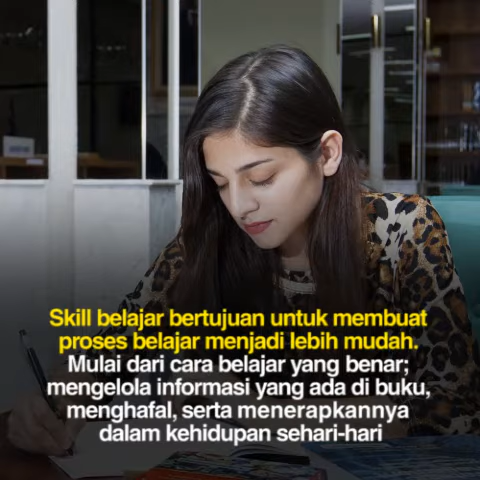 Skill belajar bertujuan untuk membuat
proses belajar menjadi lebih mudah.
Mulai dari cara belajar yang benar;
mengelola informasi yang ada di buku,
menghafal, serta menerapkannya
dalam kehidupan sehari-hari